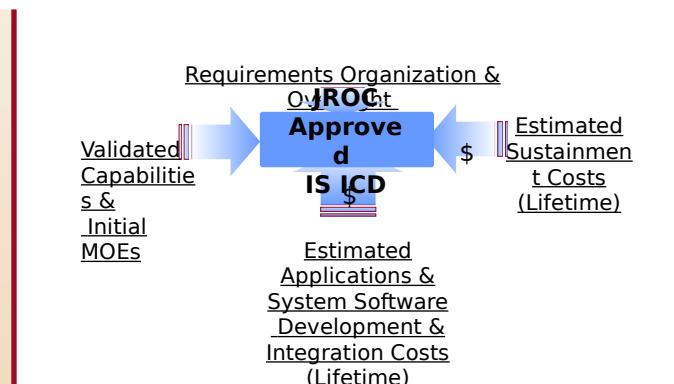 Requirements Organization &
JROC
Approve
d
IS ICD
$
Validated
Capabilitie
s &
Initial
MOEs
$
Estimated
Sustainmen
t Costs
(Lifetime)
Estimated
Applications &
System Software
Development &
Integration Costs
(Lifetime)